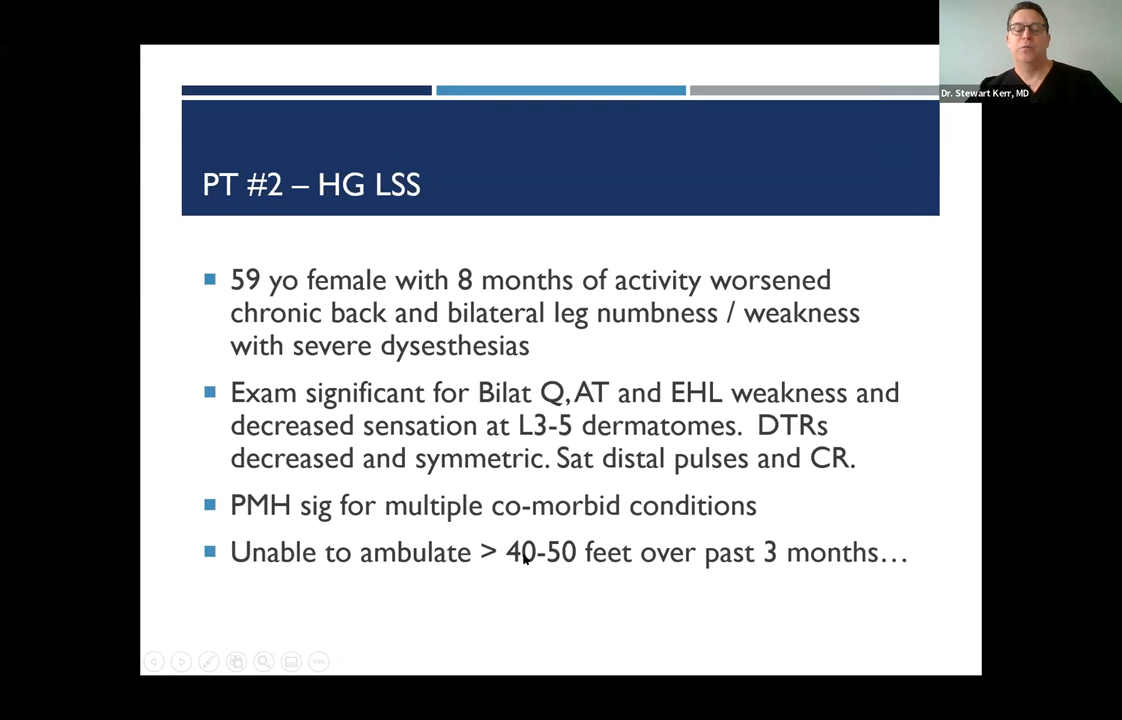 Dr. Stewart Kerr, MD
PT #2 – HG LSS
59 yo female with 8 months of activity worsened
chronic back and bilateral leg numbness / weakness
with severe dysesthesias
Exam significant for Bilat Q, AT and EHL weakness and
decreased sensation at L3-5 dermatomes. DTRs
decreased and symmetric. Sat distal pulses and CR.
PMH sig for multiple co-morbid conditions
Unable to ambulate > 40-50 feet over past 3 months…